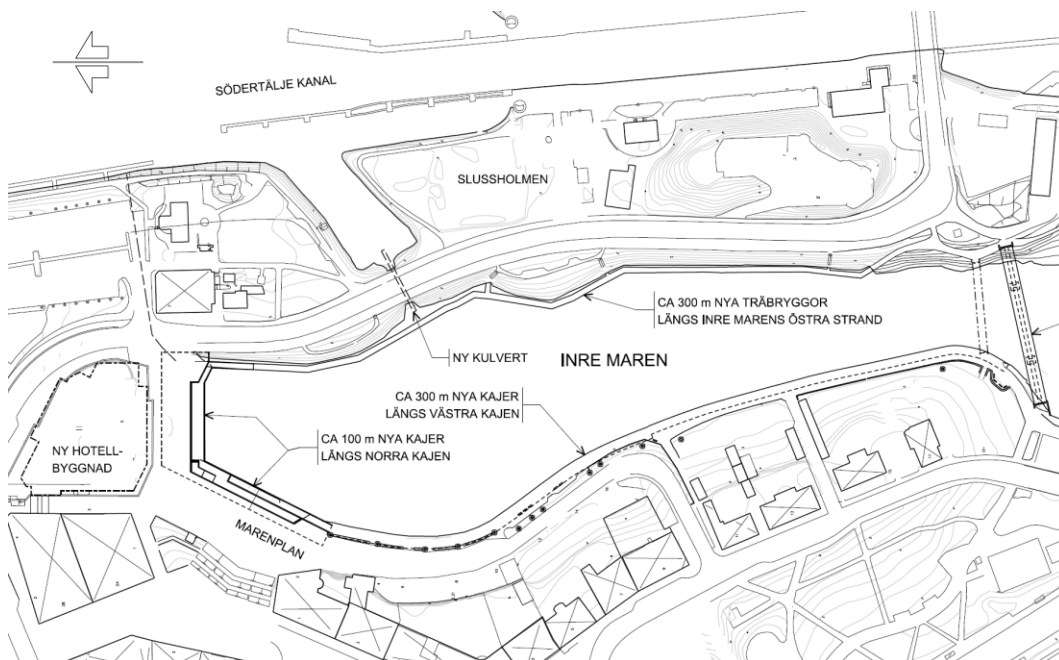 SÖDERTÄLJE KANAL
SLUSSHOLMEN
CA 300 m NYA TRÄBRYGGOR
LÄNGS INRE MARENS ÖSTRA STRAND
NY KULVERT
INRE MAREN
CA 300 m NYA KAJER
LÄNGS VÄSTRA KAJEN
CA 100 m NYA KAJER
LÄNGS NORRA KAJEN
NY HOTELL-
BYGGNAD
MARENPLAN